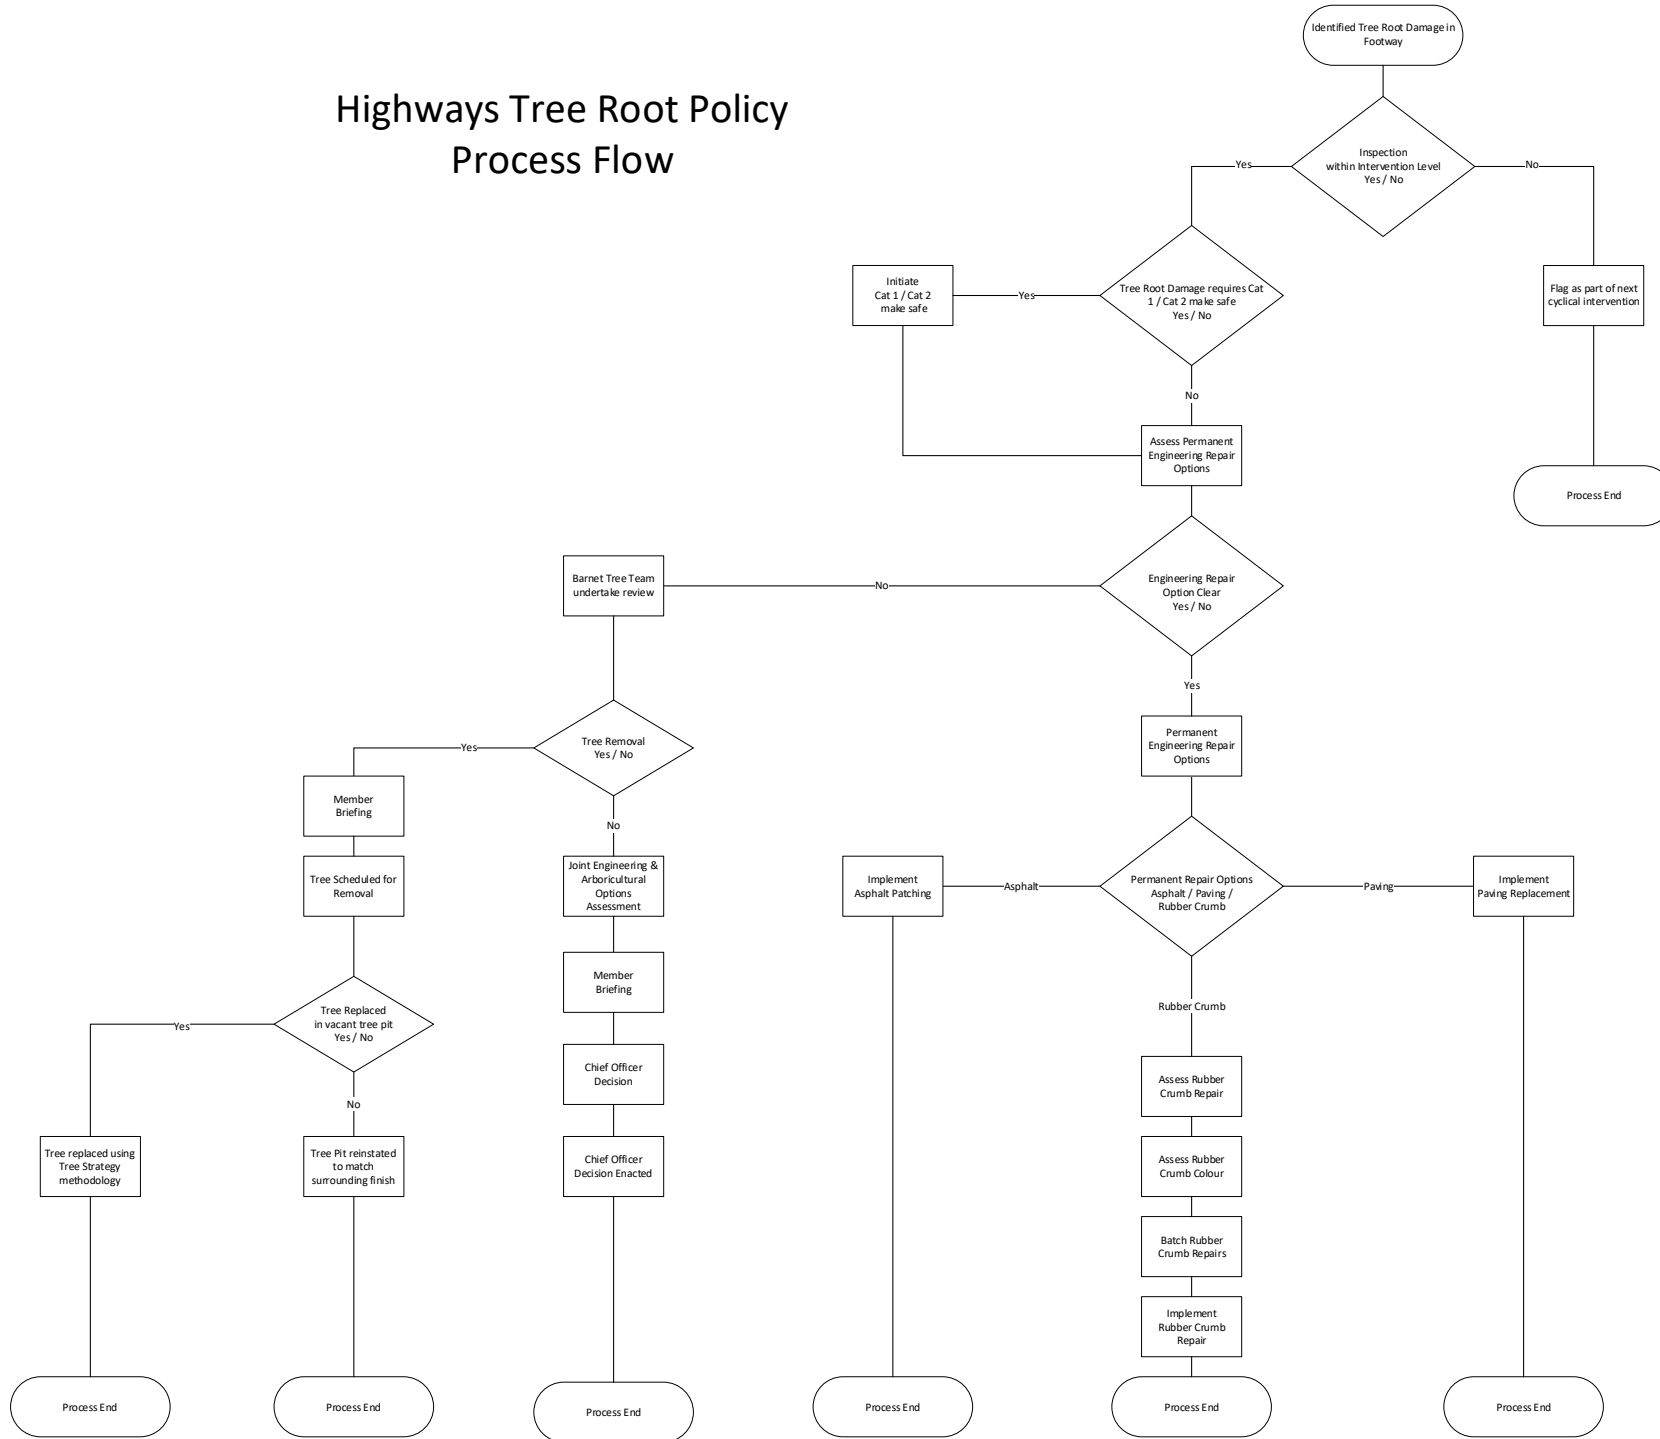 Identified Tree Root Damage in
Footway
Highways Tree Root Policy
Process Flow
Inspection
within Intervention Level
Yes / No
Yes
No
Initiate
Cat 1 / Cat 2
make safe
Yes
Tree Root Damage requires Cat
1 / Cat 2 make safe
Yes / No
Flag as part of next
cyclical intervention
No
Assess Permanent
Engineering Repair
Options
Process End
Barnet Tree Team
undertake review
No
Engineering Repair
Option Clear
Yes / No
Yes
Permanent
Engineering Repair
Options
Tree Removal
Yes / No
Yes
Member
Briefing
No
Tree Scheduled for
Removal
Joint Engineering &
Arboricultural
Options
Assessment
Implement
Asphalt Patching
Asphalt
Permanent Repair Options
Asphalt / Paving /
Rubber Crumb
Paving
Implement
Paving Replacement
Member
Briefing
Rubber Crumb
Tree Replaced
in vacant tree pit
Yes / No
Yes
No
Chief Officer
Decision
Assess Rubber
Crumb Repair
Tree replaced using
Tree Strategy
methodology
Tree Pit reinstated
to match
surrounding finish
Chief Officer
Decision Enacted
Assess Rubber
Crumb Colour
Batch Rubber
Crumb Repairs
Implement
Rubber Crumb
Repair
Process End
Process End
Process End
Process End
Process End
Process End